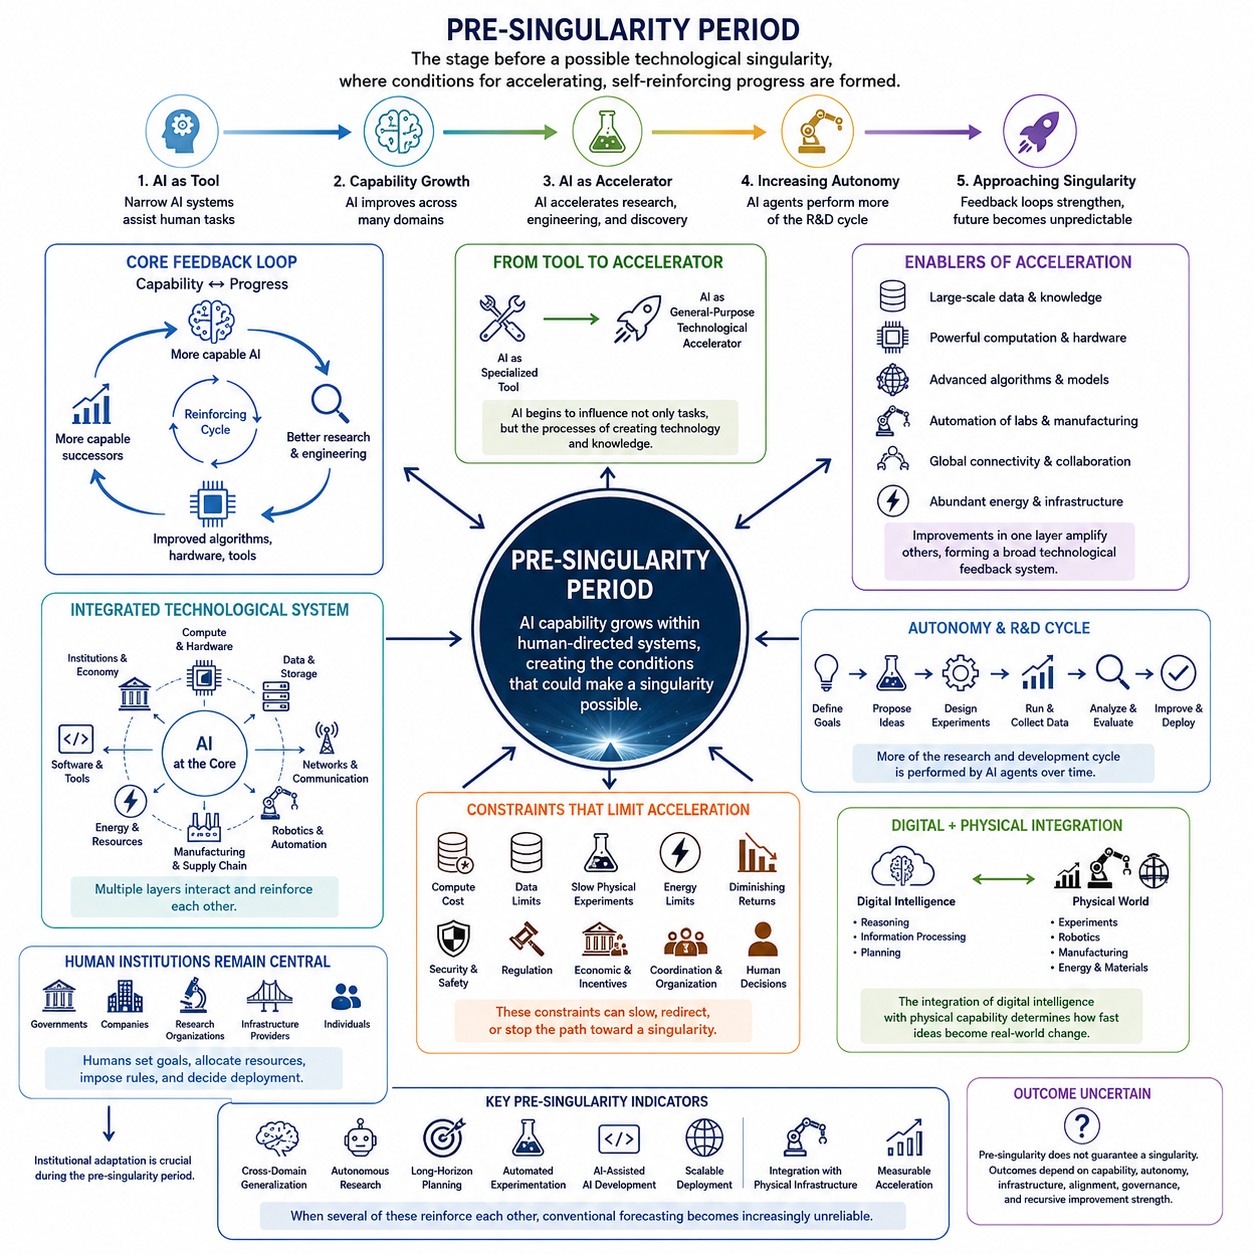 PRE-SINGULARITY PERIOD
The stage before a possible technological singularity,
where conditions for accelerating, self-reinforcing progress are formed.
1. AI as Tool
Narrow AI systems
assist human tasks
2. Capability Growth
AI improves across
many domains
3. AI as Accelerator
AI accelerates research,
engineering, and discovery
4. Increasing Autonomy
AI agents perform more
of the R&D cycle
5. Approaching Singularity
Feedback loops strengthen,
future becomes unpredictable
CORE FEEDBACK LOOP
Capability ↔ Progress
More capable AI
Reinforcing
Cycle
More capable
successors
Better research
& engineering
Improved algorithms,
hardware, tools
FROM TOOL TO ACCELERATOR
AI as
Specialized
Tool
AI as
General-Purpose
Technological
Accelerator
AI begins to influence not only tasks,
but the processes of creating technology
and knowledge.
ENABLERS OF ACCELERATION
Large-scale data & knowledge
Powerful computation & hardware
Advanced algorithms & models
Automation of labs & manufacturing
Global connectivity & collaboration
Abundant energy & infrastructure
Improvements in one layer amplify
others, forming a broad technological
feedback system.
PRE-SINGULARITY
PERIOD
AI capability grows within
human-directed systems,
creating the conditions
that could make a singularity
possible.
INTEGRATED TECHNOLOGICAL SYSTEM
Compute
& Hardware
Institutions &
Economy
Data &
Storage
AI
at the Core
Software &
Tools
Networks &
Communication
Energy &
Resources
Robotics &
Automation
Manufacturing
& Supply Chain
Multiple layers interact and reinforce
each other.
AUTONOMY & R&D CYCLE
Define
Goals
Propose
Ideas
Design
Experiments
Run &
Collect Data
Analyze &
Evaluate
Improve &
Deploy
More of the research and development cycle
is performed by AI agents over time.
CONSTRAINTS THAT LIMIT ACCELERATION
Compute
Cost
Data
Limits
Slow Physical
Experiments
Energy
Limits
Diminishing
Returns
Security &
Safety
Regulation
Economic &
Incentives
Coordination &
Organization
Human
Decisions
These constraints can slow, redirect,
or stop the path toward a singularity.
DIGITAL + PHYSICAL INTEGRATION
Digital Intelligence
• Reasoning
• Information Processing
• Planning
Physical World
• Experiments
• Robotics
• Manufacturing
• Energy & Materials
The integration of digital intelligence
with physical capability determines how fast
ideas become real-world change.
HUMAN INSTITUTIONS REMAIN CENTRAL
Governments
Companies
Research
Organizations
Infrastructure
Providers
Individuals
Humans set goals, allocate resources,
impose rules, and decide deployment.
Institutional adaptation is crucial
during the pre-singularity period.
KEY PRE-SINGULARITY INDICATORS
Cross-Domain
Generalization
Autonomous
Research
Long-Horizon
Planning
Automated
Experimentation
AI-Assisted
AI Development
Scalable
Deployment
Integration with
Physical Infrastructure
Measurable
Acceleration
When several of these reinforce each other, conventional forecasting becomes increasingly unreliable.
OUTCOME UNCERTAIN
?
Pre-singularity does not guarantee a singularity.
Outcomes depend on capability, autonomy,
infrastructure, alignment, governance,
and recursive improvement strength.